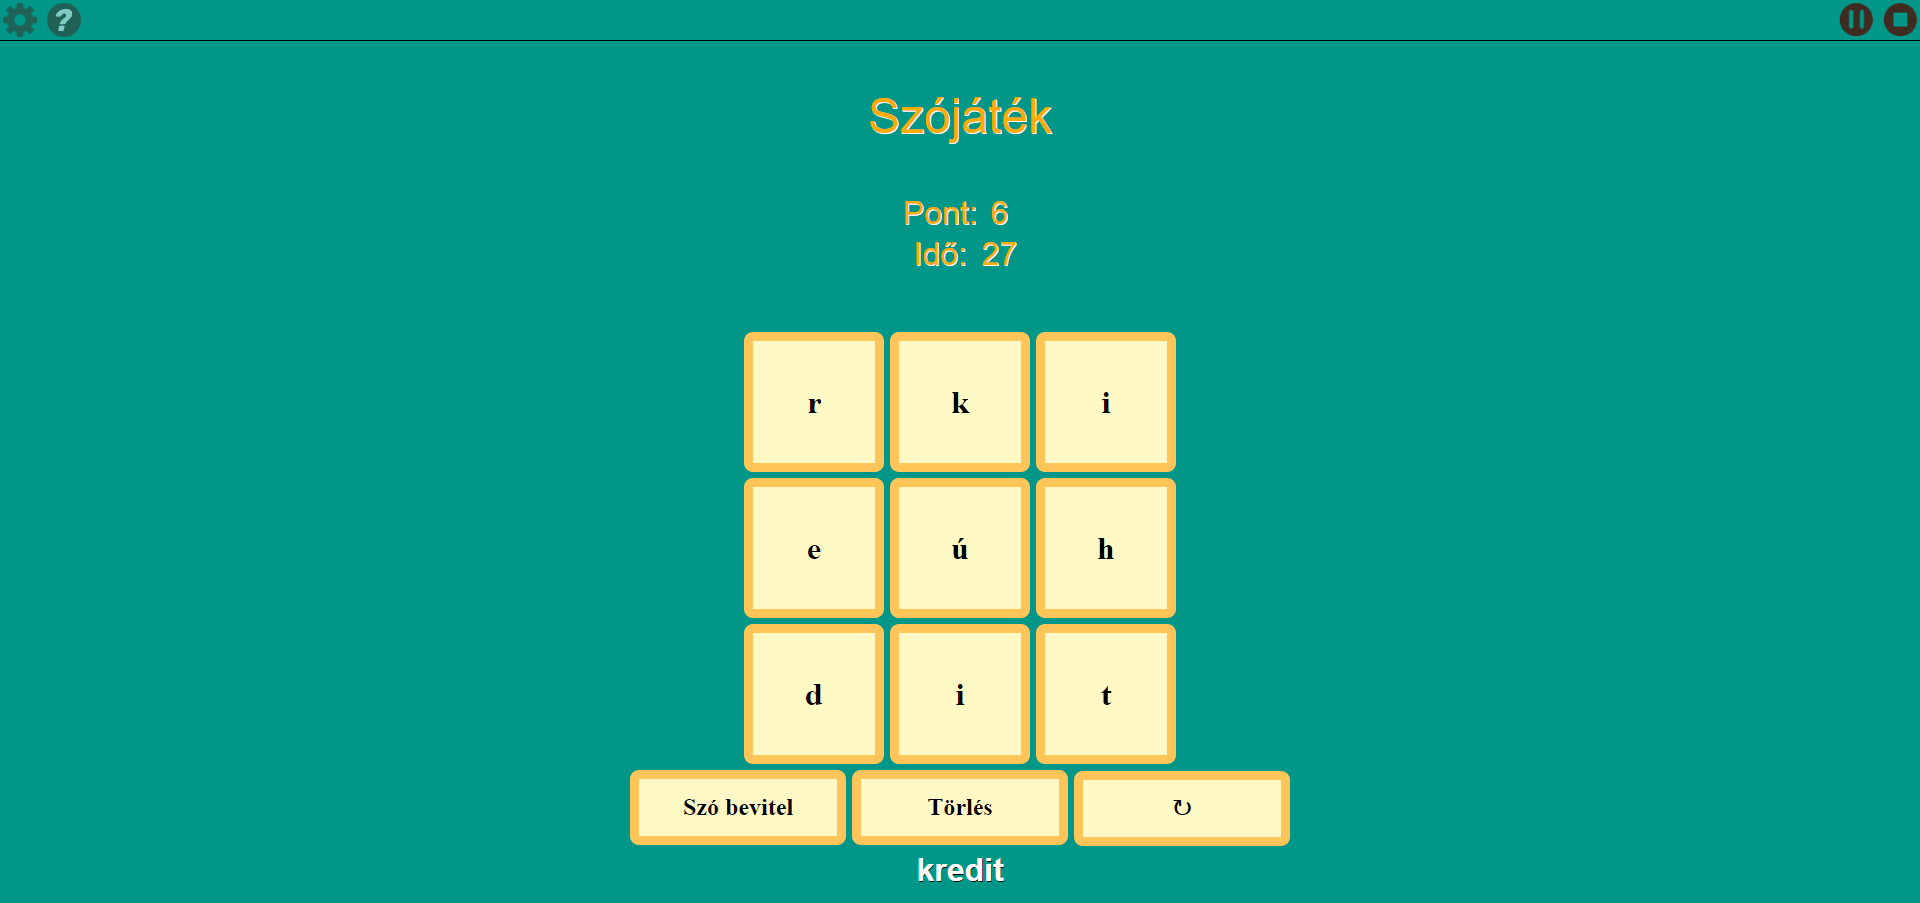 ?
Szójáték
Pont: 6
Idő: 27
r k i
e ú h
d i t
Szó bevitel Törlés ↻
kredit